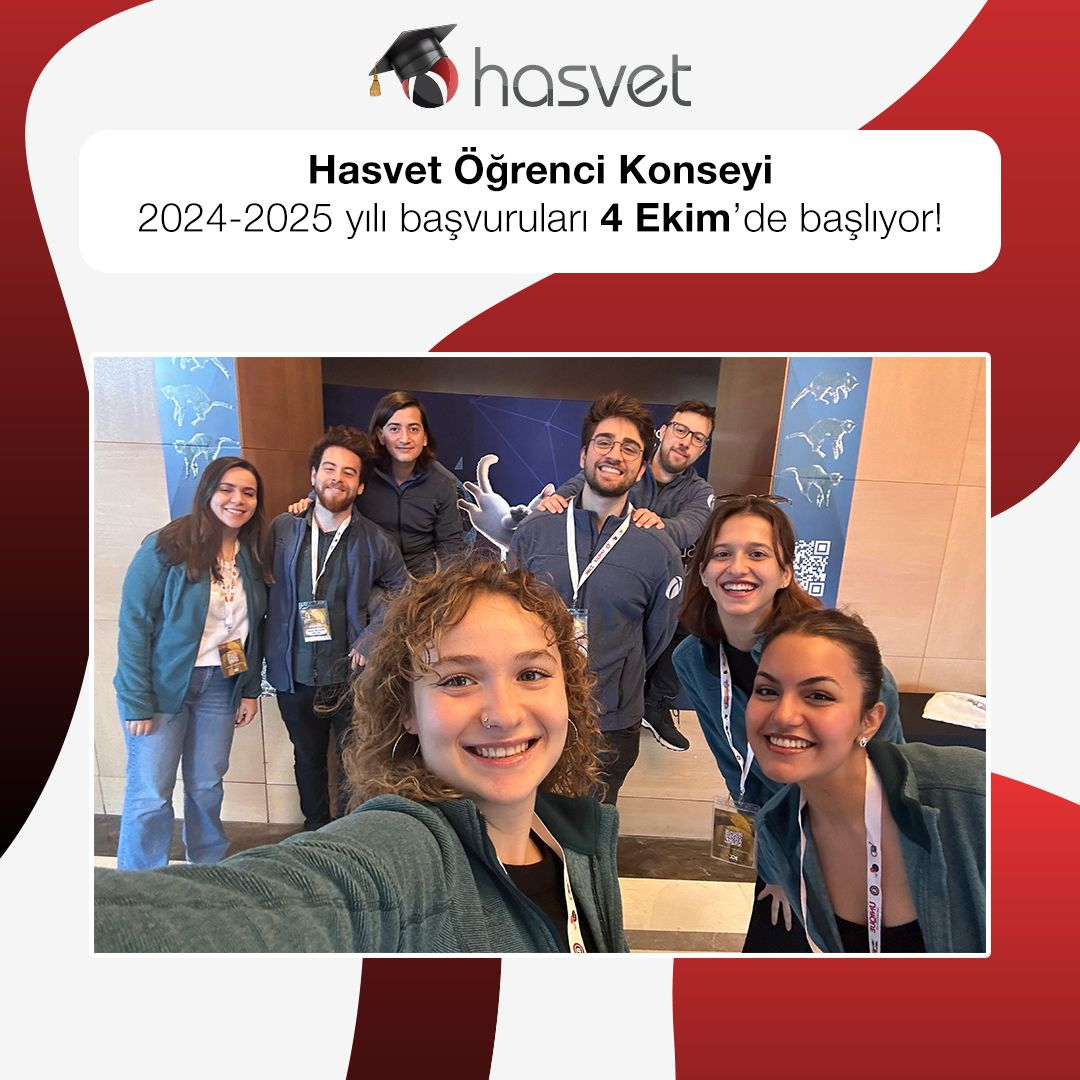 hasvet
Hasvet Öğrenci Konseyi
2024-2025 yılı başvuruları 4 Ekim’de başlıyor!